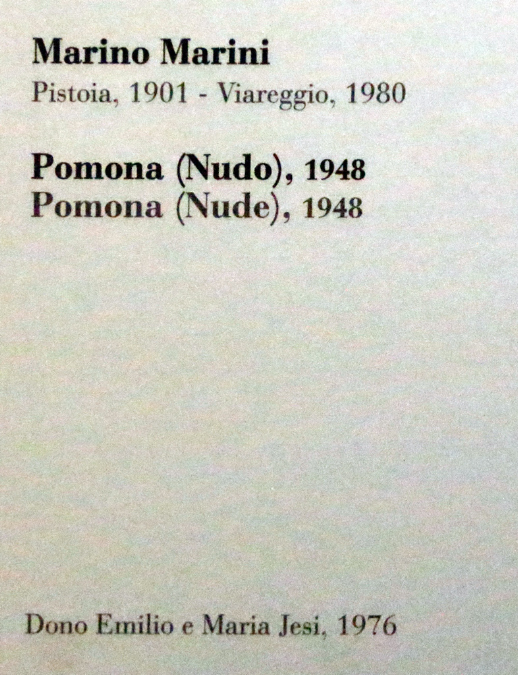 Marino Marini
Pistoia, 1901 - Viareggio, 1980
Pomona (Nudo), 1948
Pomona (Nude), 1948
Dono Emilio e Maria Jesi, 1976